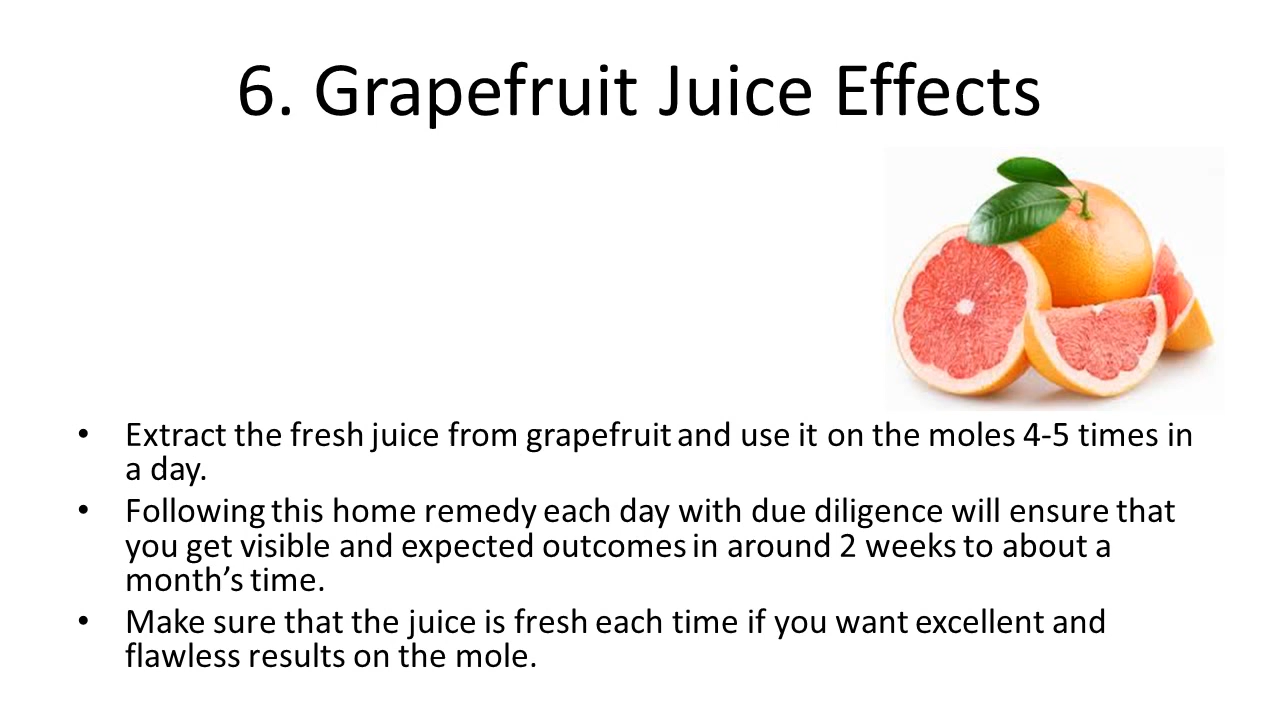 6. Grapefruit Juice Effects
• Extract the fresh juice from grapefruit and use it on the moles 4-5 times in
a day.
• Following this home remedy each day with due diligence will ensure that
you get visible and expected outcomes in around 2 weeks to about a
month’s time.
• Make sure that the juice is fresh each time if you want excellent and
flawless results on the mole.